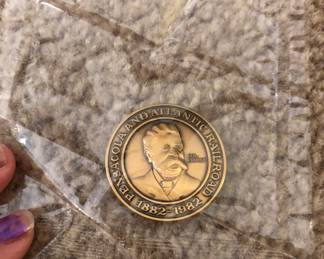 PENSACOLA AND ATLANTIC RAILROAD
1882-1982